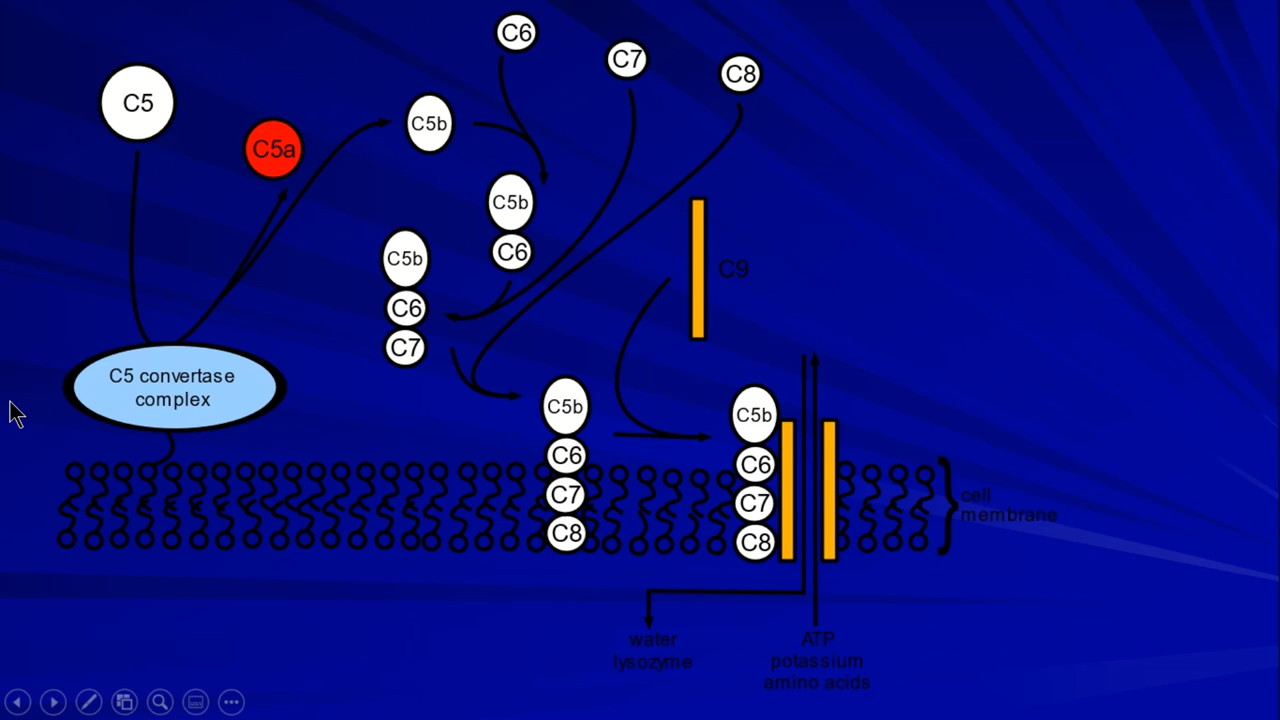 C6
C7
C8
C5
C5a
C5b
C5b
C6
C5b
C6
C7
C9
C5 convertase
complex
C5b
C6
C7
C8
C5b
C6
C7
C8
cell
membrane
water
lysozyme
ATP
potassium
amino acids